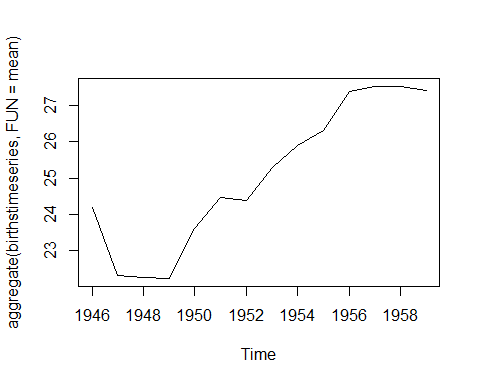 aggregate(birthstimeseries, FUN = mean)
27
26
25
24
23
1946 1948 1950 1952 1954 1956 1958
Time